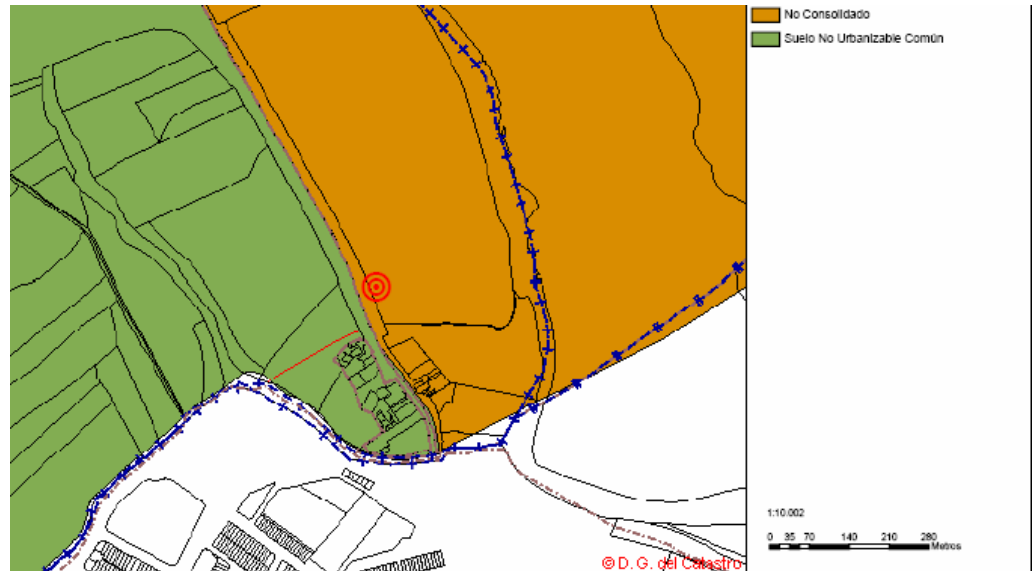 No Consolidado
Suelo No Urbanizable Común
1:10.002
0 35 70 140 210 280
Metros
© D. G. del Catastro